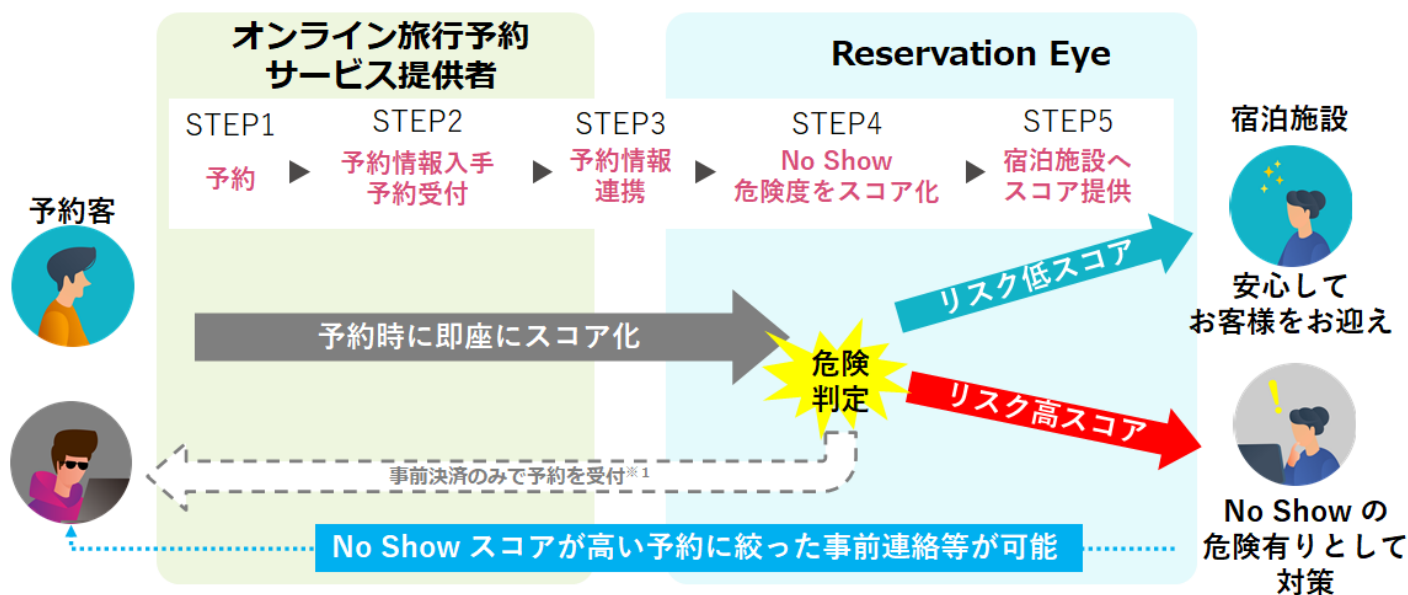 オンライン旅行予約
サービス提供者
Reservation Eye
STEP1
予約
STEP2
予約情報入手
予約受付
STEP3
予約情報
連携
STEP4
No Show
危険度をスコア化
STEP5
宿泊施設へ
スコア提供
予約客
宿泊施設
リスク低スコア
安心して
お客様をお迎え
予約時に即座にスコア化
危険
判定
リスク高スコア
事前決済のみで予約を受付※1
No Show スコアが高い予約に絞った事前連絡等が可能
No Show の
危険有りとして
対策